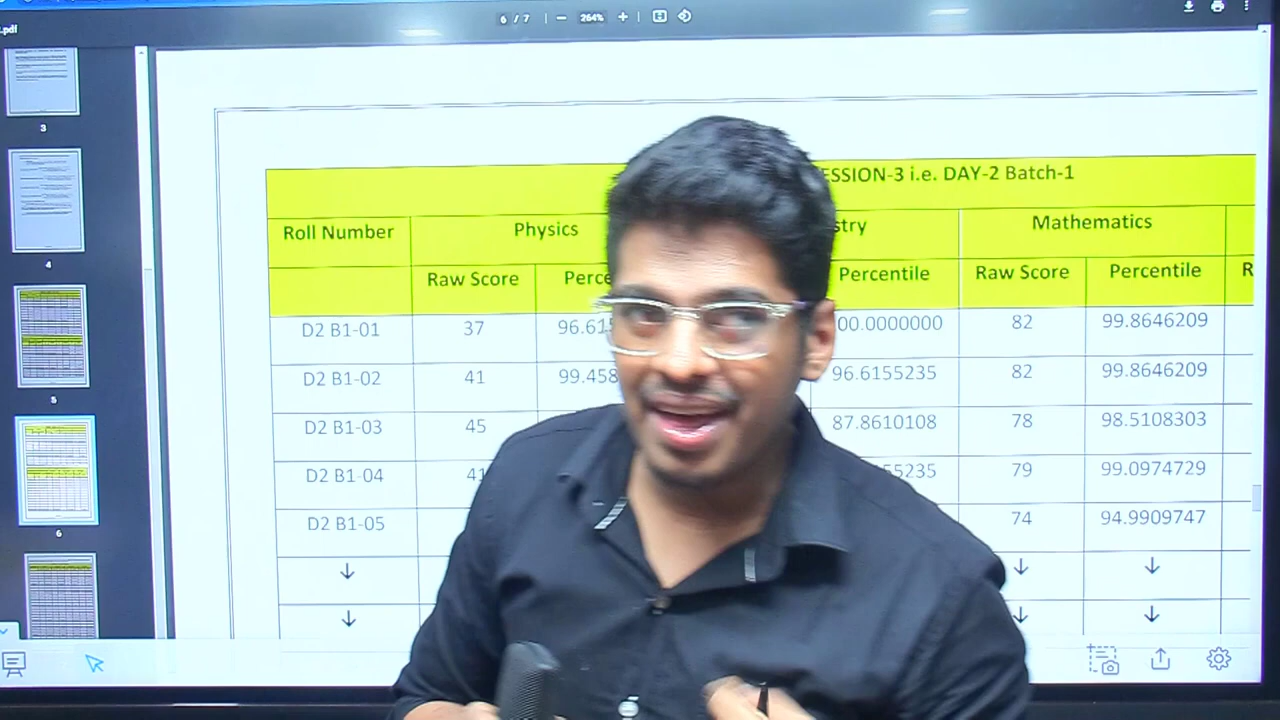 .pdf
6 / 7 | − 264% + |
3
4
5
6
ESSION-3 i.e. DAY-2 Batch-1
Roll Number Physics stry Mathematics
Raw Score Perce Percentile Raw Score Percentile R
D2 B1-01 37 96.615 00.0000000 82 99.8646209
D2 B1-02 41 99.458 96.6155235 82 99.8646209
D2 B1-03 45 87.8610108 78 98.5108303
D2 B1-04 41 55235 79 99.0974729
D2 B1-05 74 94.9909747
↓ ↓ ↓
↓ ↓ ↓